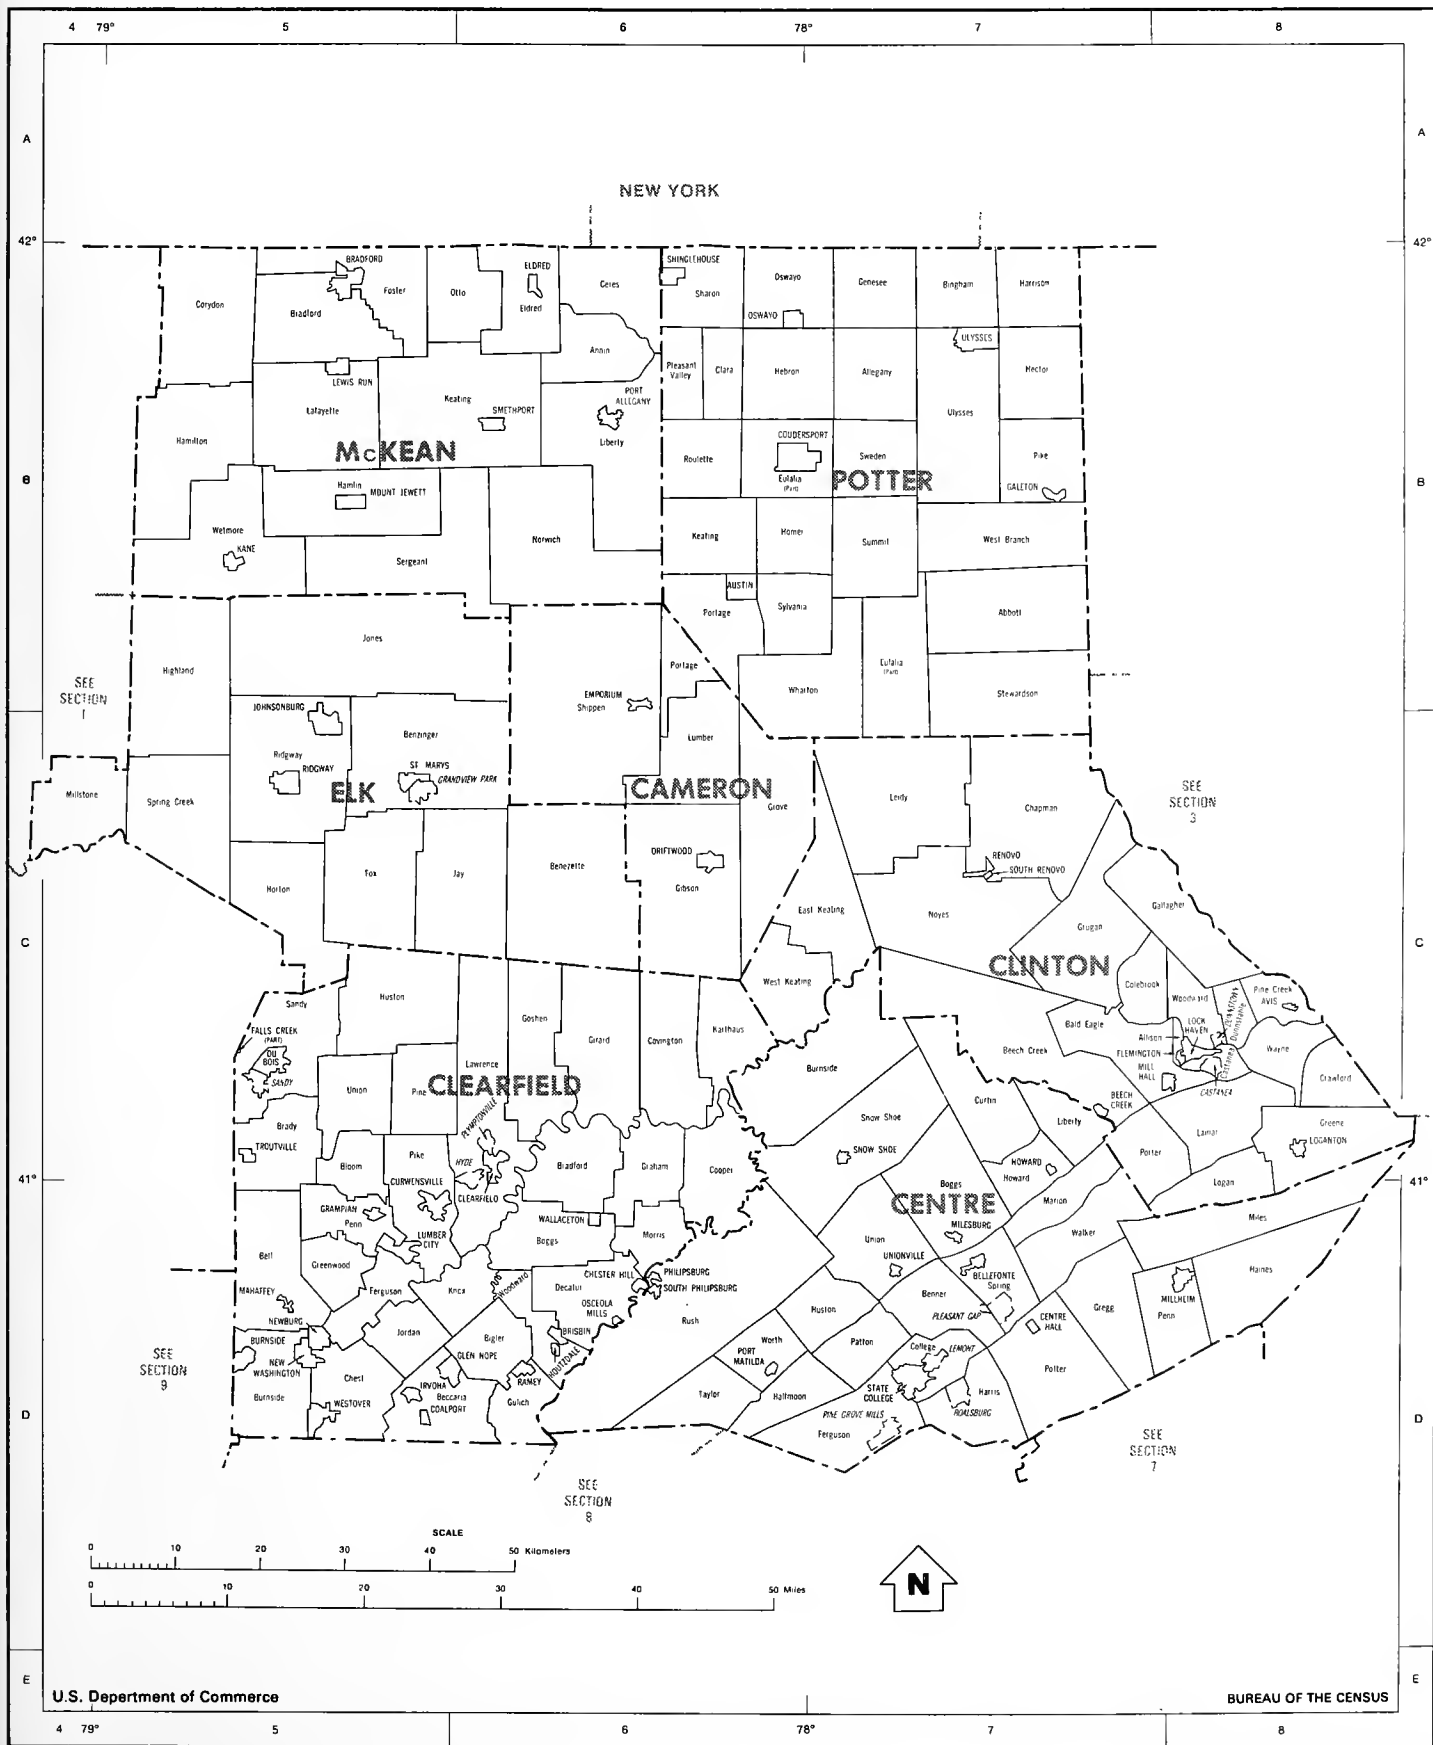 4 79° 5 6 78° 7 8
A
A
NEW YORK
42°
42°
BRADFORD
ELDRED
SHINGLEHOUSE
Corydon
Bradford
Foster
Otto
Eldred
Ceres
Sharon
Oswayo
OSWAYO
Genesee
Bingham
Harrison
ULYSSES
Annin
LEWIS RUN
Lafayette
Keating
SMETHPORT
PORT
ALLEGANY
Liberty
Pleasant
Valley
Clara
Hebron
Allegany
Ulysses
Hector
Hamilton
McKEAN
Roulette
COUDERSPORT
Eulalia
(Part)
Sweden
POTTER
Pike
GALETON
B
B
Hamlin
MOUNT JEWETT
Wetmore
KANE
Sergeant
Norwich
Keating
Homer
Summit
West Branch
AUSTIN
Portage
Sylvania
Abbott
Jones
Highland
Portage
Wharton
Eulalia
(Part)
Stewardson
SEE
SECTION
1
EMPORIUM
Shippen
JOHNSONBURG
Benzinger
Lumber
Ridgway
RIDGWAY
ST MARYS
GRANDVIEW PARK
ELK
CAMERON
Millstone
Spring Creek
Grove
Leidy
Chapman
SEE
SECTION
3
RENOVO
SOUTH RENOVO
DRIFTWOOD
Gibson
Benezette
Fox
Jay
Horton
East Keating
Noyes
Gallagher
Grugan
C
C
CLINTON
West Keating
Colebrook
Woodward
DUNNSTOWN
Dunnstable
Pine Creek
AVIS
Sandy
Huston
Goshen
Girard
Covington
Karthaus
FALLS CREEK
(PART)
DU
BOIS
SANDY
Bald Eagle
LOCK
HAVEN
Allison
FLEMINGTON
MILL
HALL
Castanea
CASTANEA
Wayne
Crawford
Beech Creek
BEECH
CREEK
Lawrence
Union
Pine
CLEARFIELD
PLYMPTONVILLE
Burnside
Snow Shoe
SNOW SHOE
Curtin
Liberty
Lamar
Greene
LOGANTON
Porter
Logan
Brady
TROUTVILLE
Bloom
Pike
HYDE
CLEARFIELD
CURWENSVILLE
Bradford
Graham
Cooper
HOWARD
Howard
Marion
41°
41°
Boggs
CENTRE
MILESBURG
Walker
Miles
GRAMPIAN
Penn
LUMBER
CITY
WALLACETON
Boggs
Morris
Union
UNIONVILLE
BELLEFONTE
Spring
Haines
Bell
Greenwood
Ferguson
Knox
Woodward
Decatur
CHESTER HILL
PHILIPSBURG
SOUTH PHILIPSBURG
OSCEOLA
MILLS
Rush
Benner
PLEASANT GAP
CENTRE
HALL
Gregg
Penn
MILLHEIM
MAHAFFEY
NEWBURG
BURNSIDE
NEW
WASHINGTON
Jordan
Bigler
GLEN HOPE
BRISBIN
HOUTZDALE
Huston
Worth
PORT
MATILDA
Patton
College
LEMONT
Potter
SEE
SECTION
9
Burnside
Chest
WESTOVER
IRVONA
Beccaria
COALPORT
RAMEY
Gulich
Taylor
Halfmoon
STATE
COLLEGE
Harris
BOALSBURG
PINE GROVE MILLS
Ferguson
D
D
SEE
SECTION
8
SEE
SECTION
7
SCALE
0 10 20 30 40 50 Kilometers
0 10 20 30 40 50 Miles
N
E
E
U.S. Department of Commerce
BUREAU OF THE CENSUS
4 79° 5 6 78° 7 8